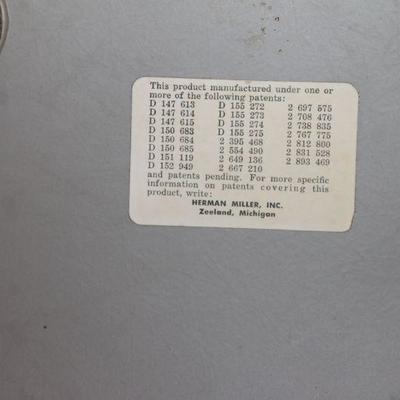 This product manufactured under one or
more of the following patents:
D 147 613 D 155 272 2 697 575
D 147 614 D 155 273 2 708 476
D 147 615 D 155 274 2 738 835
D 150 683 D 155 275 2 767 775
D 150 684 2 395 468 2 812 800
D 150 685 2 554 490 2 831 528
D 151 119 2 649 136 2 893 469
D 152 949 2 667 210
and patents pending. For more specific
information on patents covering this
product, write:
HERMAN MILLER, INC.
Zeeland, Michigan